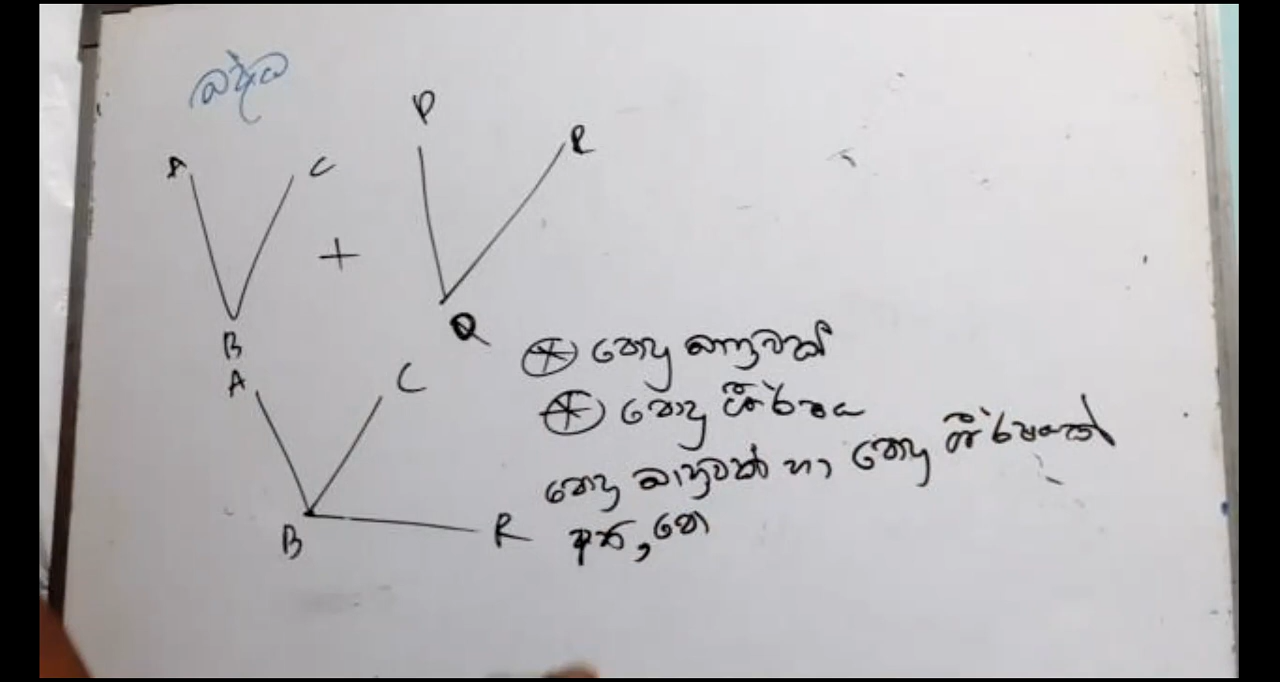 බද්ධ
P
R
A C
+
B
Q
A C
පොදු බාහුවක්
පොදු ශීර්ෂය
පොදු බාහුවක් හා පොදු ශීර්ෂයක්
B R